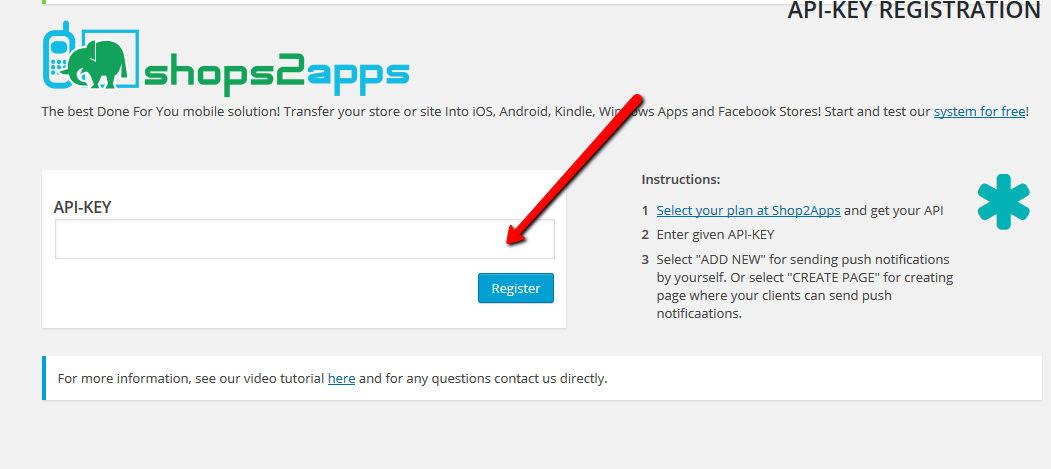 API-KEY REGISTRATION
shops2apps
The best Done For You mobile solution! Transfer your store or site Into iOS, Android, Kindle, Windows Apps and Facebook Stores! Start and test our system for free!
API-KEY
Register
Instructions:
1 Select your plan at Shop2Apps and get your API
2 Enter given API-KEY
3 Select "ADD NEW" for sending push notifications
by yourself. Or select "CREATE PAGE" for creating
page where your clients can send push
notificaations.
For more information, see our video tutorial here and for any questions contact us directly.